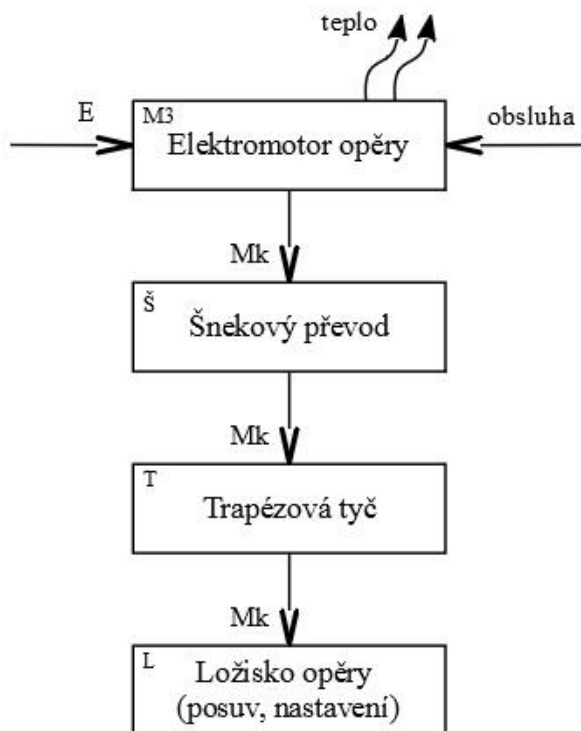 teplo
E
M3
Elektromotor opěry
obsluha
Mk
Š
Šnekový převod
Mk
T
Trapézová tyč
Mk
L
Ložisko opěry
(posuv, nastavení)